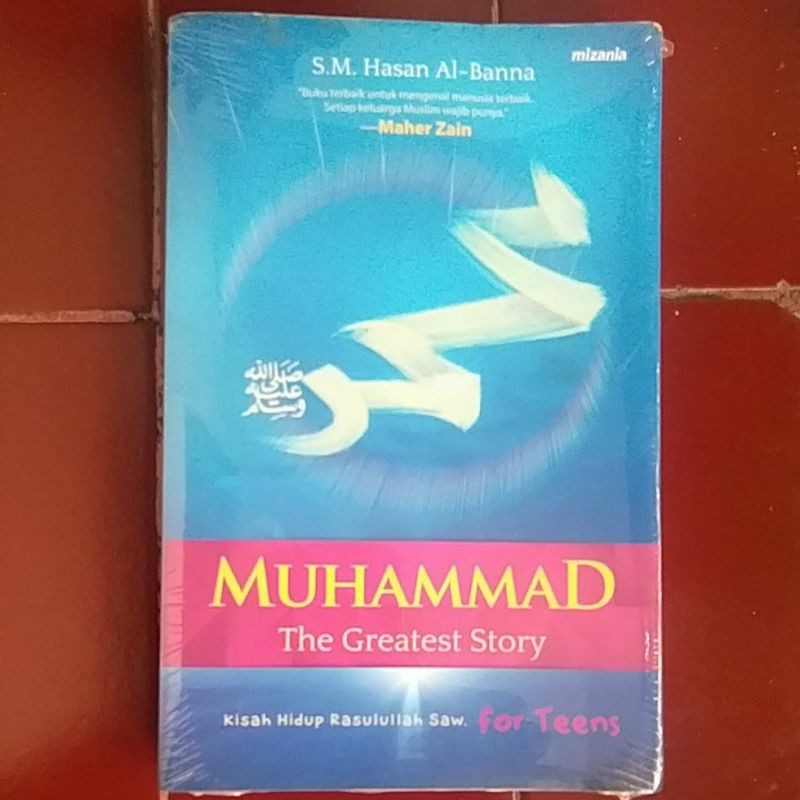 mizania
S.M. Hasan Al-Banna
"Buku terbaik untuk mengenal manusia terbaik.
Setiap keluarga Muslim wajib punya."
—Maher Zain
محمد
صلى الله
عليه
وسلم
MUHAMMAD
The Greatest Story
Kisah Hidup Rasulullah Saw. for Teens